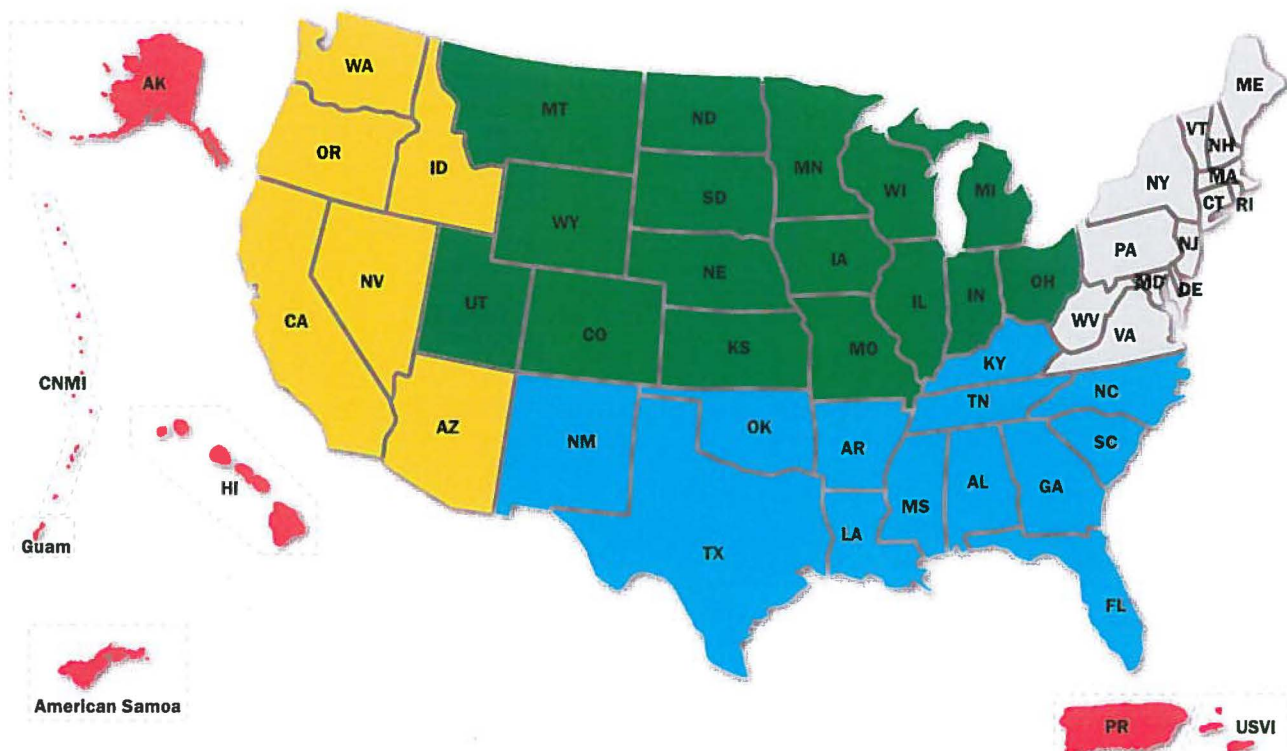 AK
WA
MT
ND
ME
VT
NH
OR
ID
MN
WI
MI
NY
MA
SD
CT
RI
WY
PA
NJ
NE
IA
NV
UT
IL
IN
OH
MD
DE
CA
CO
KS
MO
WV
VA
KY
CNMI
NC
TN
AZ
NM
OK
AR
SC
HI
MS
AL
GA
LA
Guam
TX
FL
American Samoa
PR
USVI